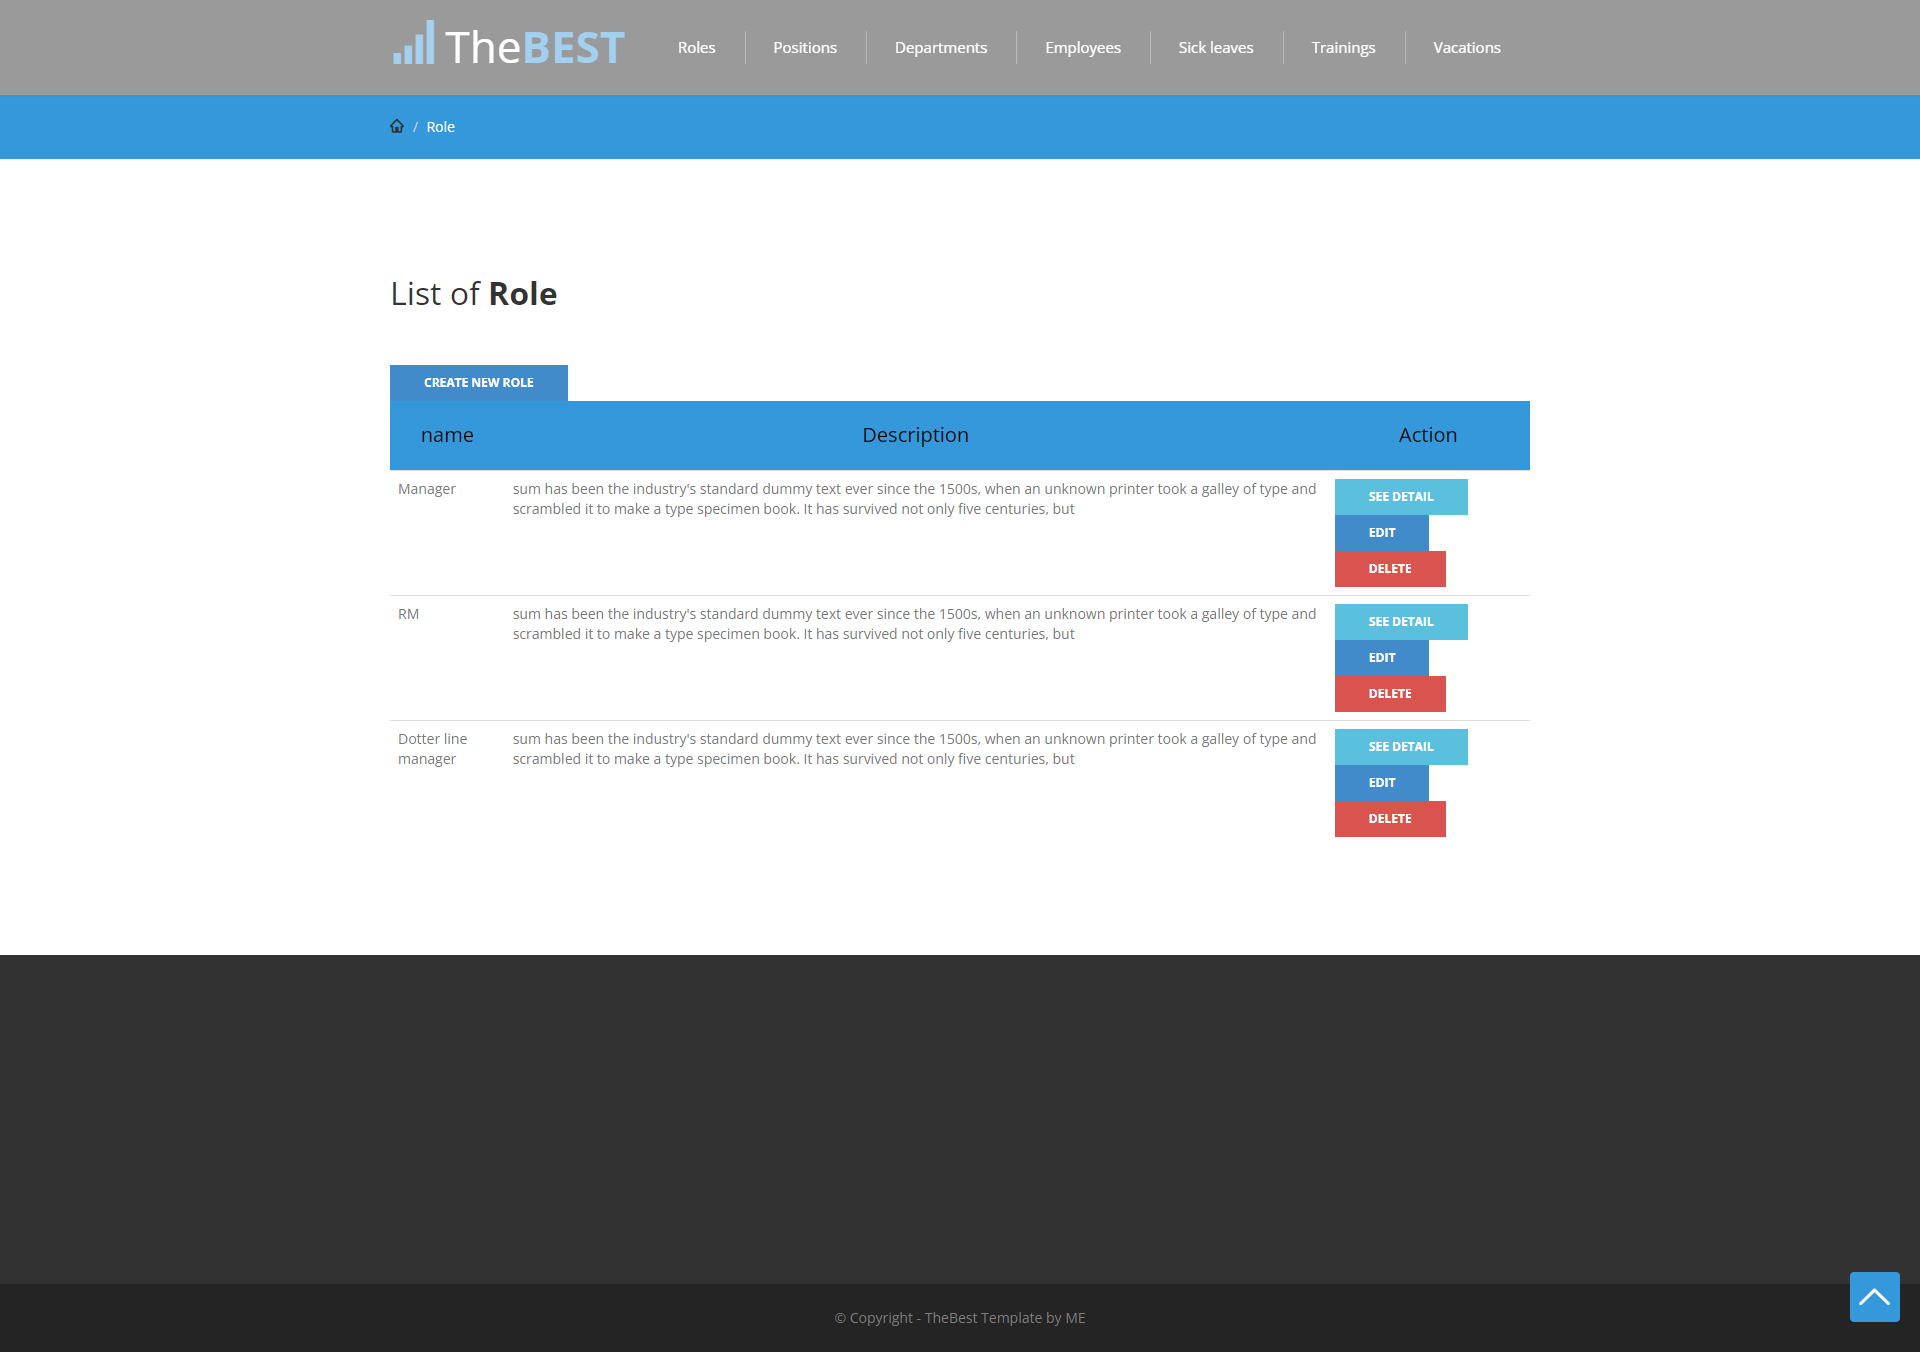 TheBEST
Roles
Positions
Departments
Employees
Sick leaves
Trainings
Vacations
/ Role
List of Role
CREATE NEW ROLE
name
Description
Action
Manager
sum has been the industry's standard dummy text ever since the 1500s, when an unknown printer took a galley of type and
scrambled it to make a type specimen book. It has survived not only five centuries, but
SEE DETAIL
EDIT
DELETE
RM
sum has been the industry's standard dummy text ever since the 1500s, when an unknown printer took a galley of type and
scrambled it to make a type specimen book. It has survived not only five centuries, but
SEE DETAIL
EDIT
DELETE
Dotter line
manager
sum has been the industry's standard dummy text ever since the 1500s, when an unknown printer took a galley of type and
scrambled it to make a type specimen book. It has survived not only five centuries, but
SEE DETAIL
EDIT
DELETE
© Copyright - TheBest Template by ME